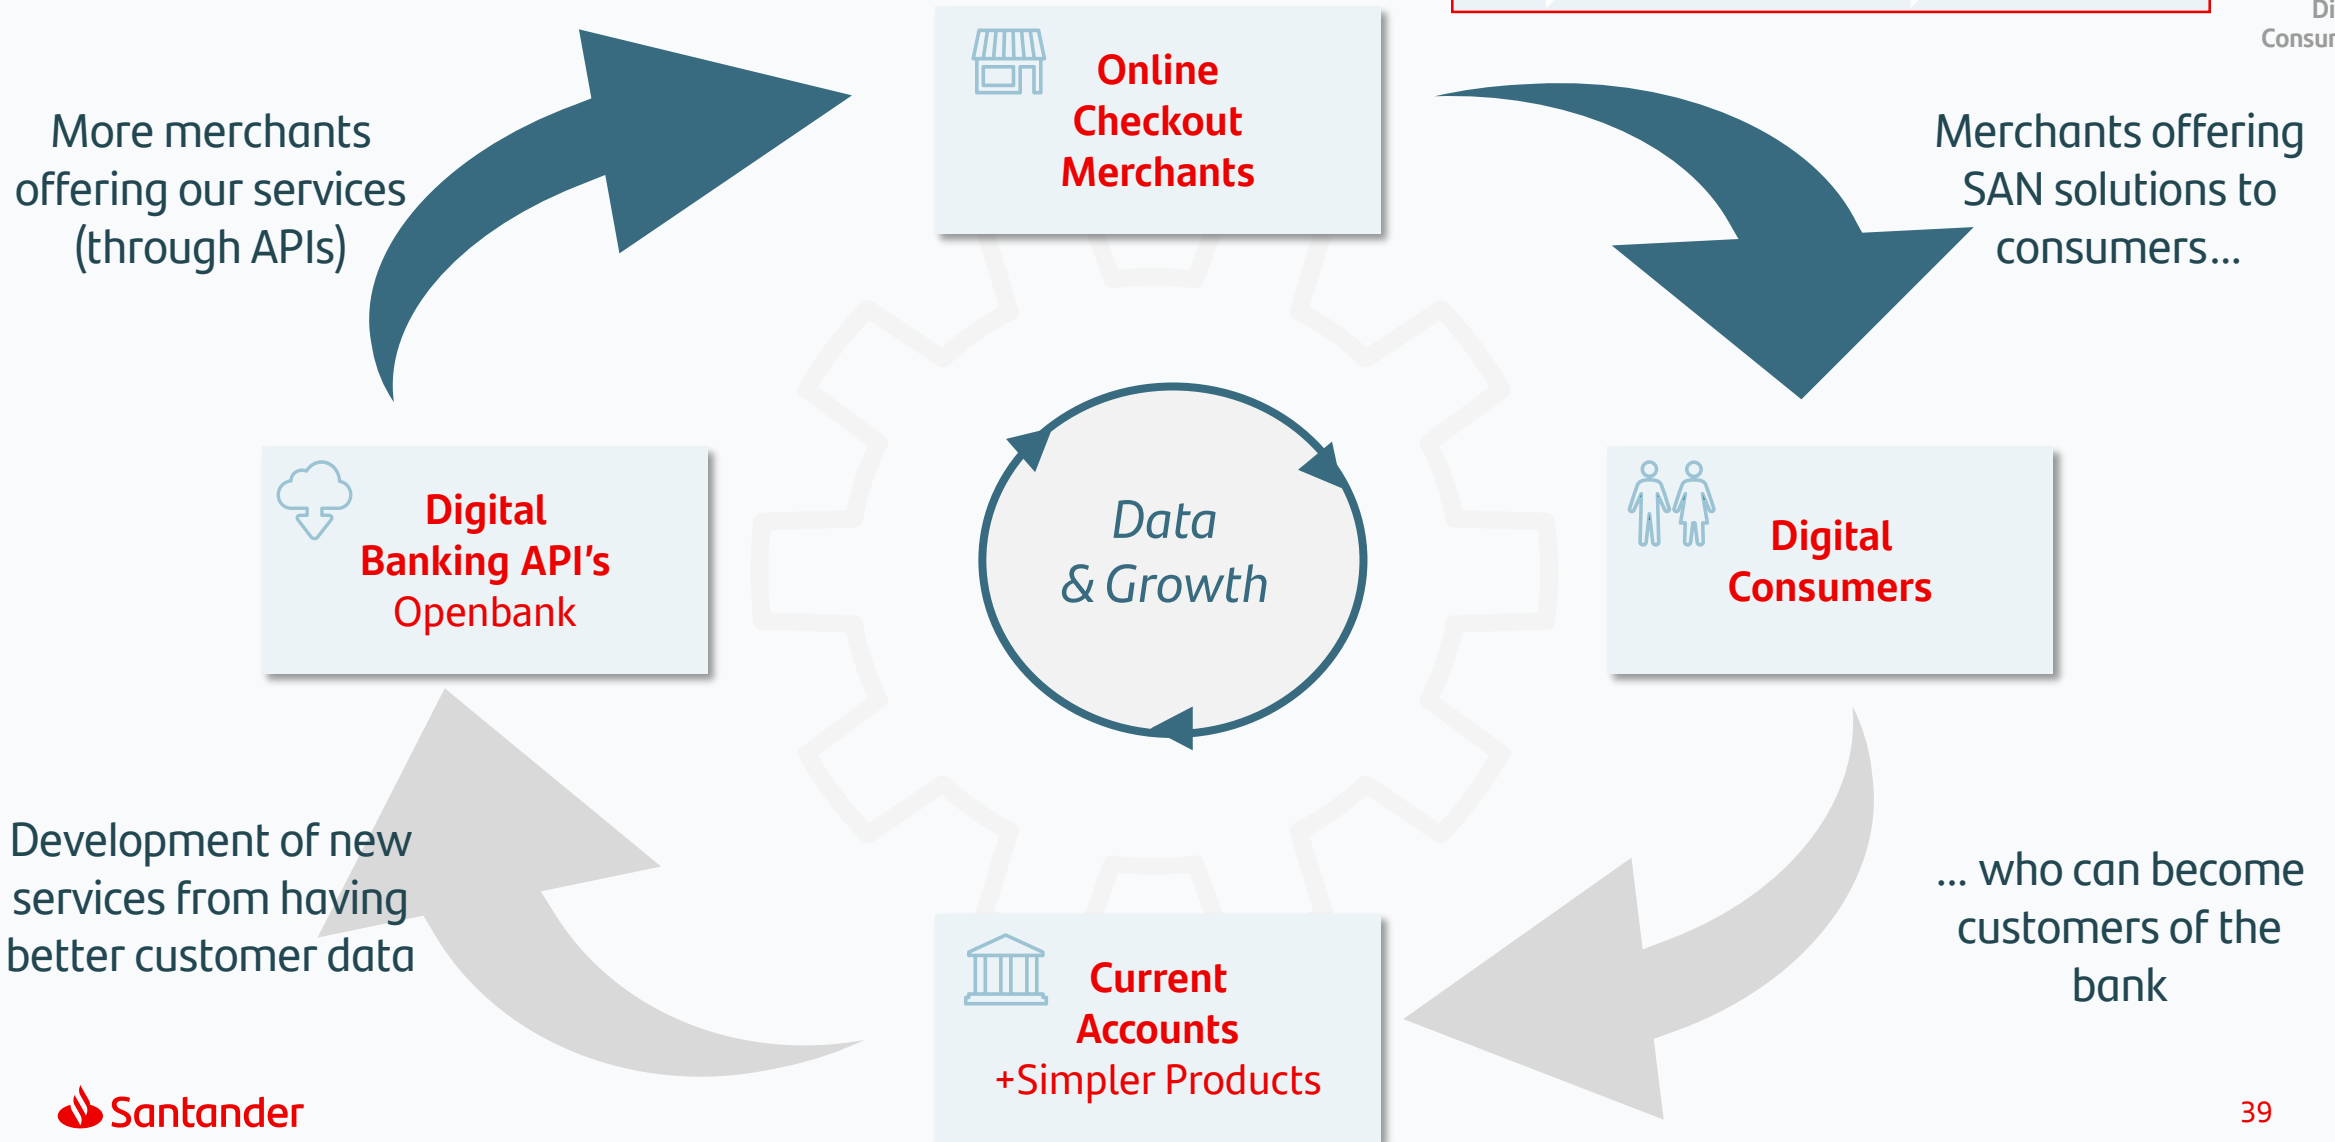 Online
Checkout
Merchants
More merchants
offering our services
(through APIs)
Merchants offering
SAN solutions to
consumers...
Data
& Growth
Digital
Banking API's
Openbank
Digital
Consumers
Development of new
services from having
better customer data
... who can become
customers of the
bank
Current
Accounts
+Simpler Products
Santander
39